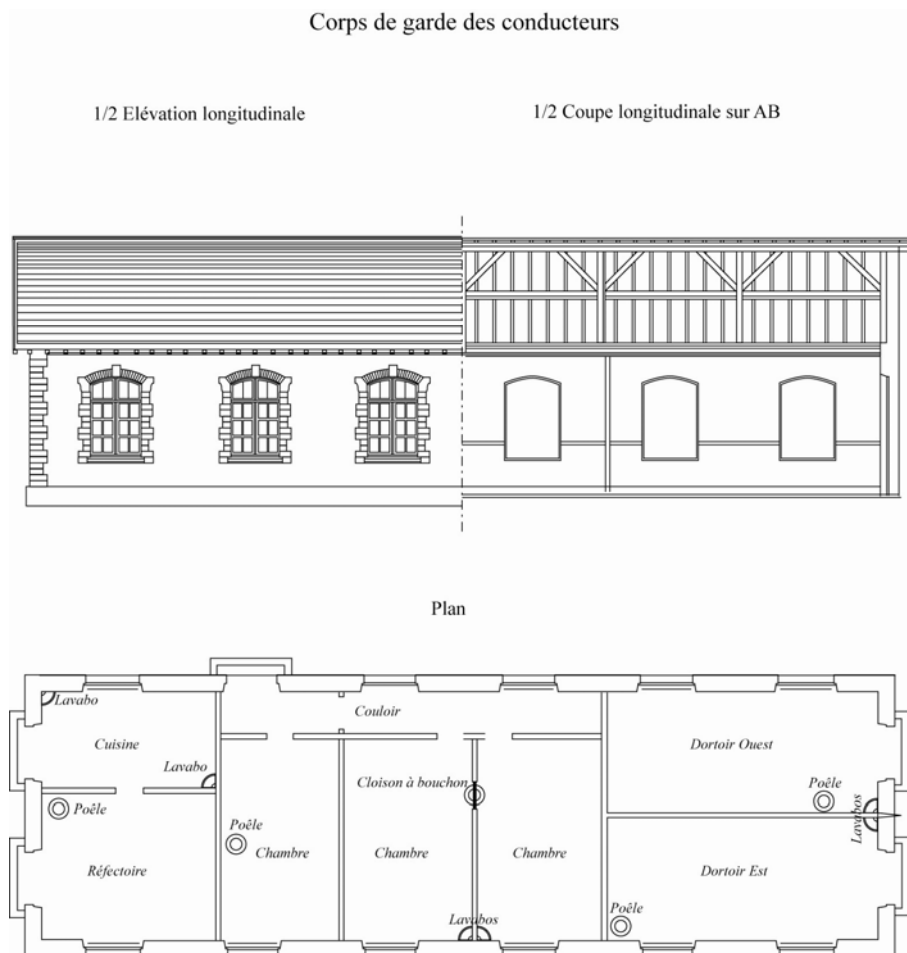 Corps de garde des conducteurs
1/2 Elévation longitudinale
1/2 Coupe longitudinale sur AB
Plan
Lavabo
Couloir
Cuisine
Dortoir Ouest
Lavabo
Cloison à bouchon
Poêle
Poêle
Lavabos
Poêle
Chambre
Chambre
Chambre
Réfectoire
Dortoir Est
Poêle
Lavabos